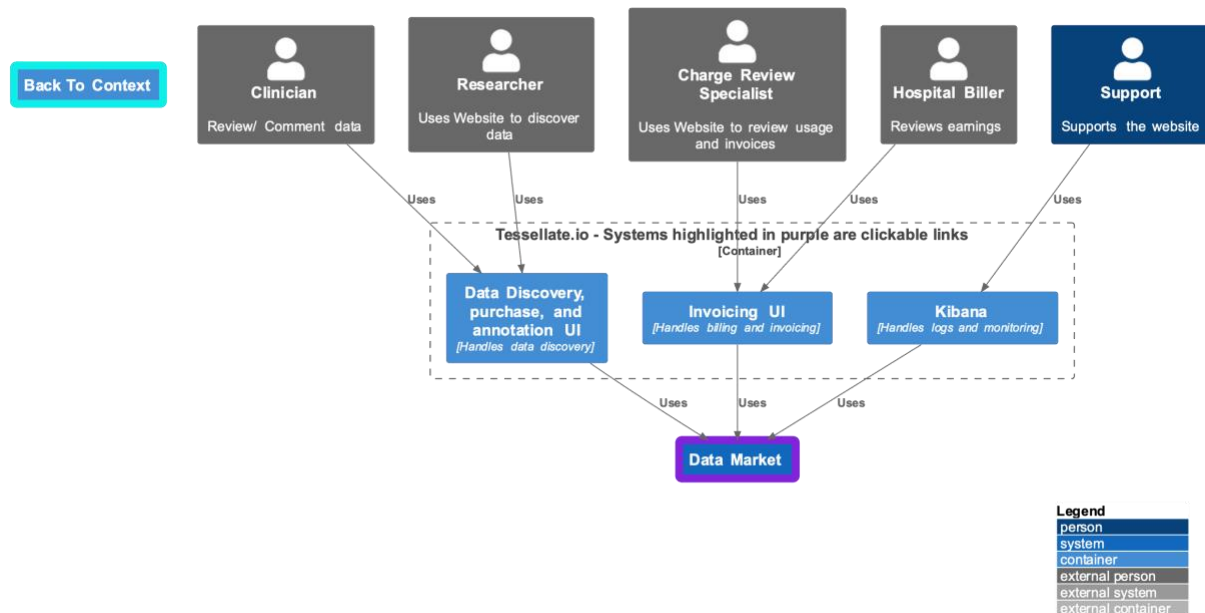 Back To Context
Clinician
Review/ Comment data
Researcher
Uses Website to discover
data
Charge Review
Specialist
Uses Website to review usage
and invoices
Hospital Biller
Reviews earnings
Support
Supports the website
Uses
Uses
Uses
Uses
Uses
Tessellate.io - Systems highlighted in purple are clickable links
[Container]
Data Discovery,
purchase, and
annotation UI
[Handles data discovery]
Invoicing UI
[Handles billing and invoicing]
Kibana
[Handles logs and monitoring]
Uses
Uses
Uses
Data Market
Legend
person
system
container
external person
external system
external container